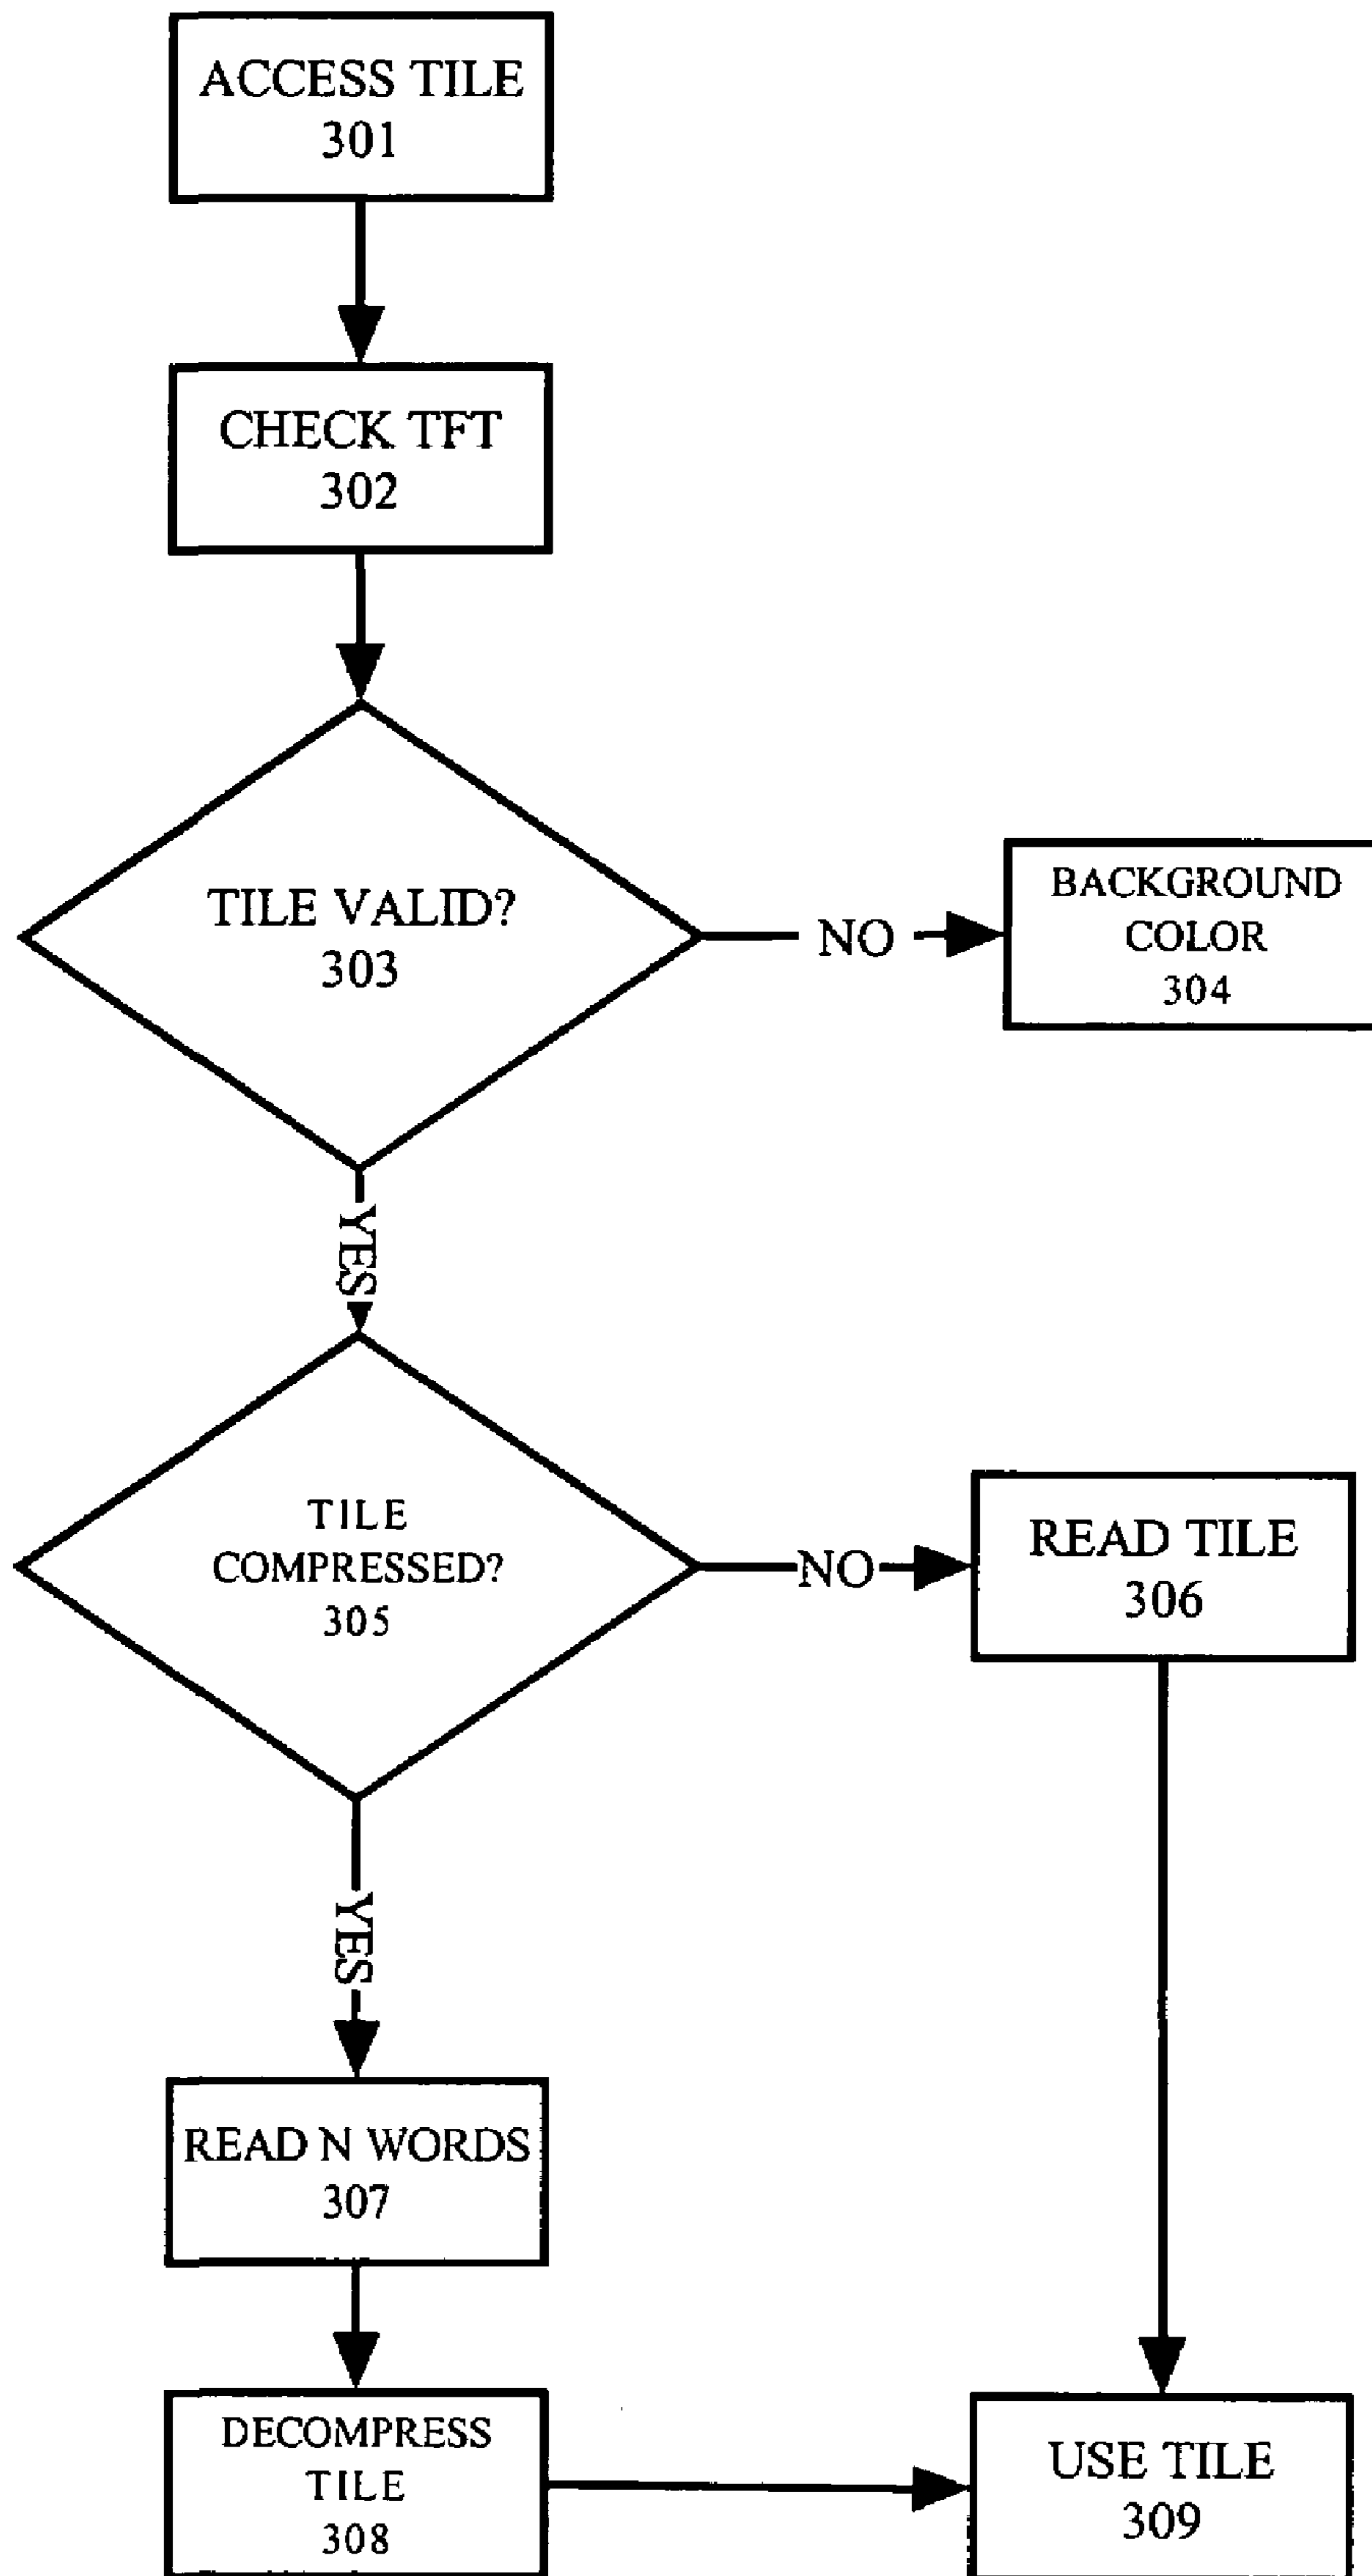 ACCESS TILE
301
CHECK TFT
302
TILE VALID?
303
NO
BACKGROUND
COLOR
304
YES
TILE
COMPRESSED?
305
NO
READ TILE
306
YES
READ N WORDS
307
DECOMPRESS
TILE
308
USE TILE
309